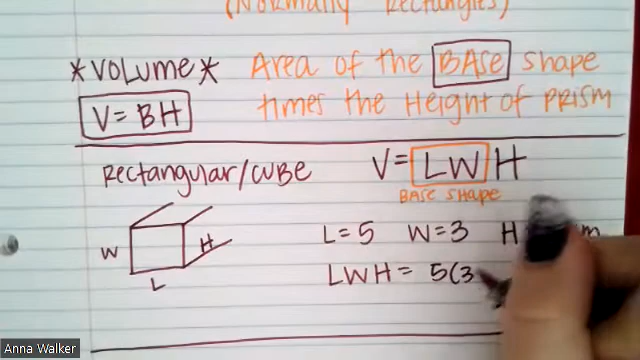 (Normally Rectangles)
*VOLUME* Area of the BASE shape
V=BH times the Height of PRISM
Rectangular/CUBE V=LWH
BASE SHAPE
W H L
L=5 W=3 H
LWH= 5(3
Anna Walker